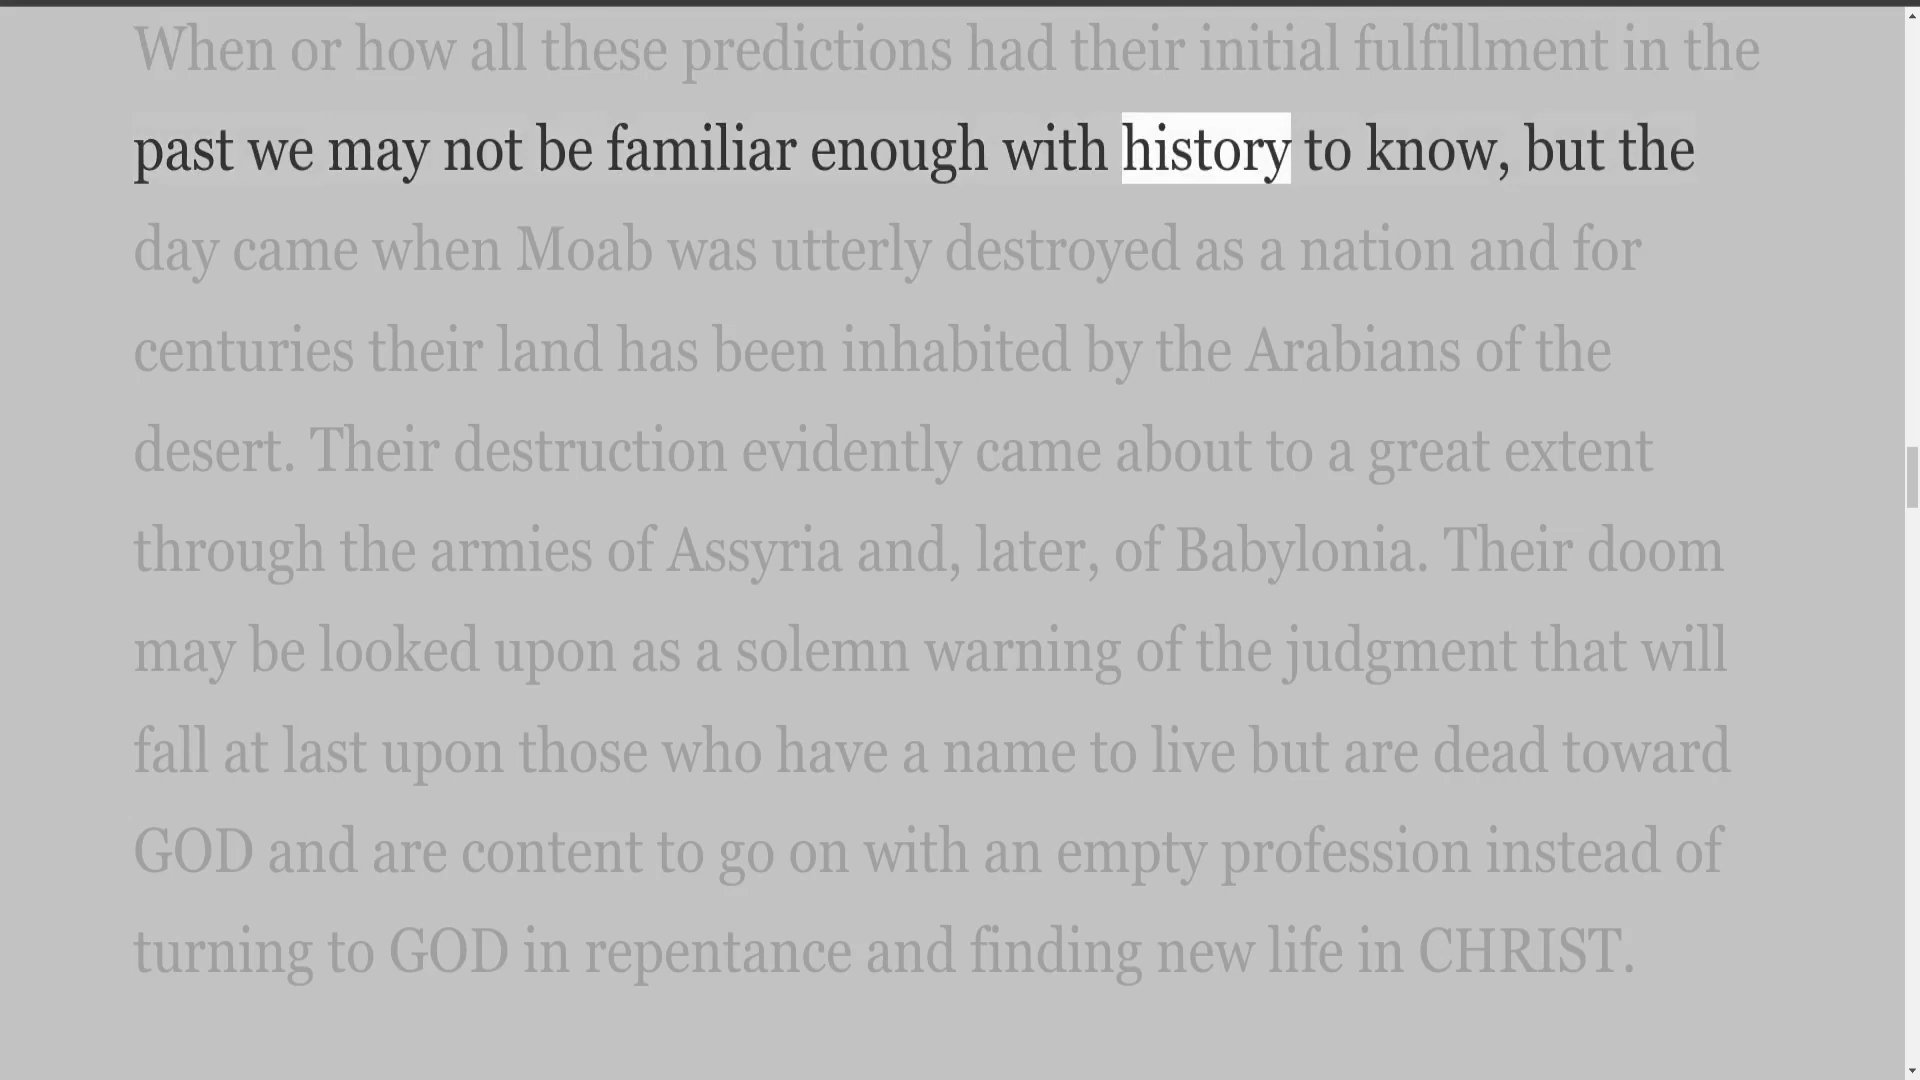 When or how all these predictions had their initial fulfillment in the
past we may not be familiar enough with history to know, but the
day came when Moab was utterly destroyed as a nation and for
centuries their land has been inhabited by the Arabians of the
desert. Their destruction evidently came about to a great extent
through the armies of Assyria and, later, of Babylonia. Their doom
may be looked upon as a solemn warning of the judgment that will
fall at last upon those who have a name to live but are dead toward
GOD and are content to go on with an empty profession instead of
turning to GOD in repentance and finding new life in CHRIST.